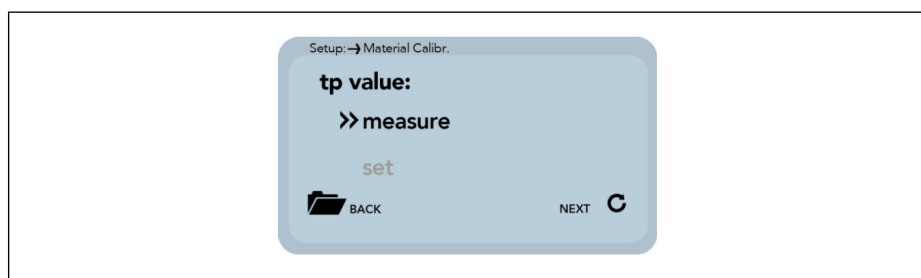 Setup:→ Material Calibr.
tp value:
>> measure
set
BACK NEXT